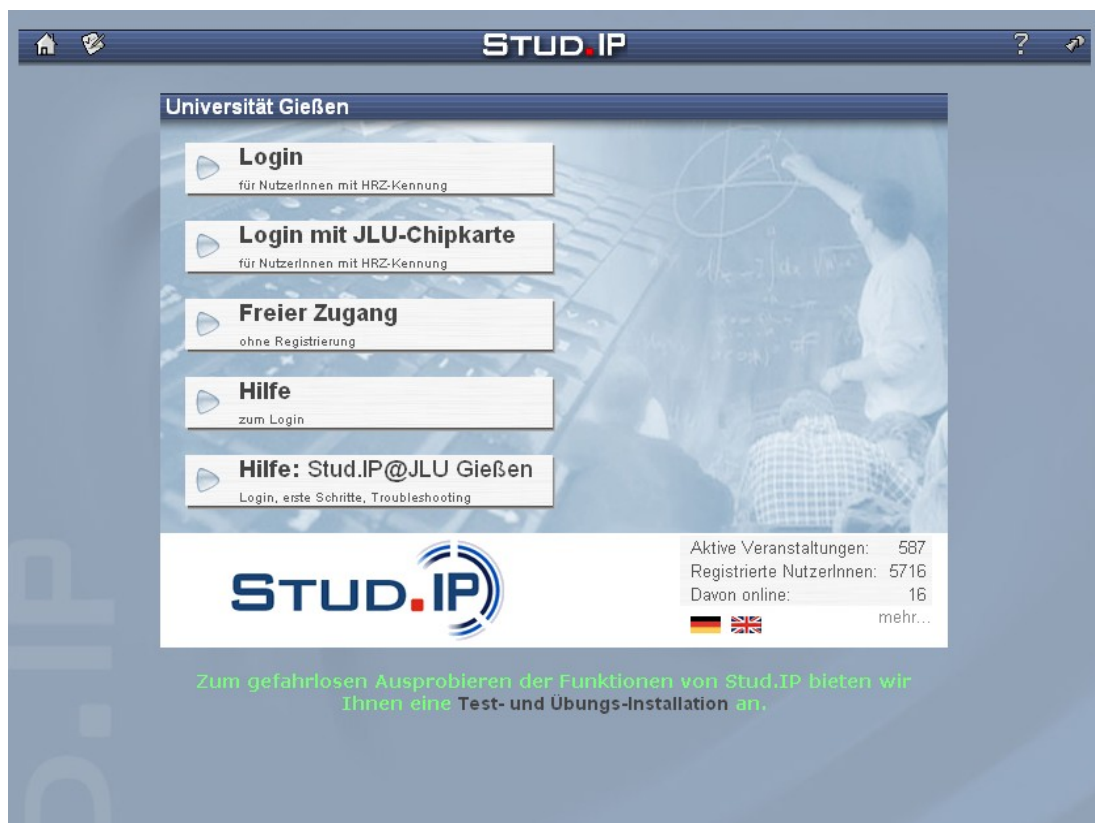 STUD.IP
?
Universität Gießen
Login
für NutzerInnen mit HRZ-Kennung
Login mit JLU-Chipkarte
für NutzerInnen mit HRZ-Kennung
Freier Zugang
ohne Registrierung
Hilfe
zum Login
Hilfe: Stud.IP@JLU Gießen
Login, erste Schritte, Troubleshooting
STUD.IP
Aktive Veranstaltungen: 587
Registrierte NutzerInnen: 5716
Davon online: 16
mehr...
Zum gefahrlosen Ausprobieren der Funktionen von Stud.IP bieten wir
Ihnen eine Test- und Übungs-Installation an.